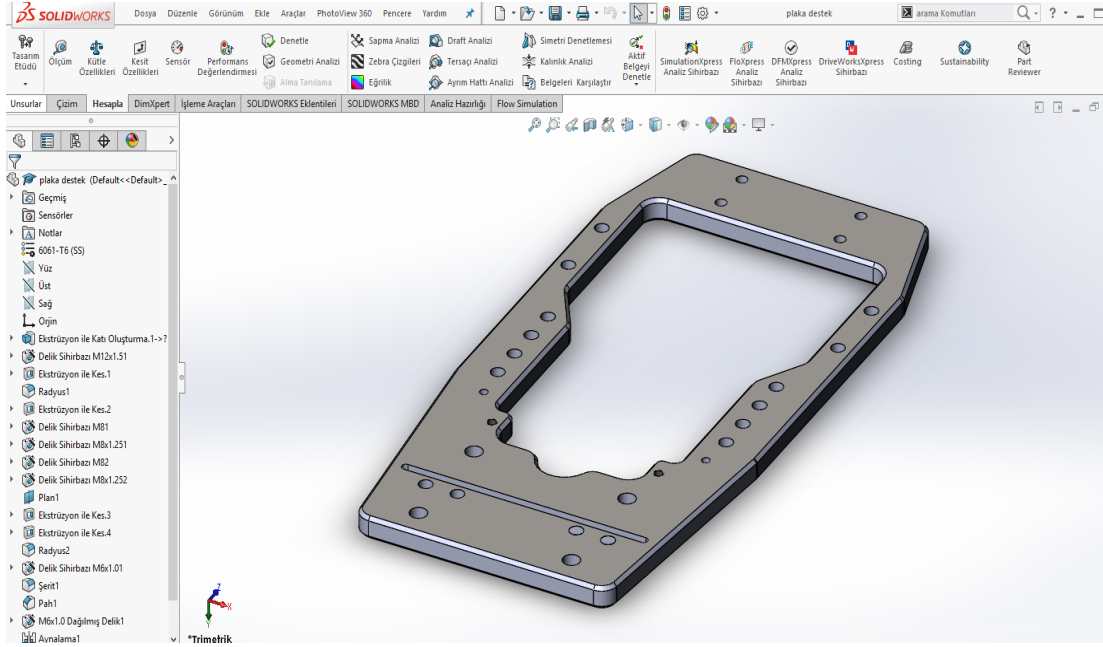 SOLIDWORKS Dosya Düzenle Görünüm Ekle Araçlar PhotoView 360 Pencere Yardım plaka destek arama Komutları
Tasarım Etüdü
Ölçüm
Kütle Özellikleri
Kesit Özellikleri
Sensör
Performans Değerlendirmesi
Denetle
Geometri Analizi
Alma Tanılama
Sapma Analizi
Zebra Çizgileri
Eğrilik
Draft Analizi
Tersaçı Analizi
Ayrım Hattı Analizi
Simetri Denetlemesi
Kalınlık Analizi
Belgeleri Karşılaştır
Aktif Belgeyi Denetle
SimulationXpress Analiz Sihirbazı
FloXpress Analiz Sihirbazı
DFMXpress Analiz Sihirbazı
DriveWorksXpress Sihirbazı
Costing
Sustainability
Part Reviewer
Unsurlar Çizim Hesapla DimXpert İşleme Araçları SOLIDWORKS Eklentileri SOLIDWORKS MBD Analiz Hazırlığı Flow Simulation
plaka destek (Default<<Default>_
Geçmiş
Sensörler
Notlar
6061-T6 (SS)
Yüz
Üst
Sağ
Orjin
Ekstrüzyon ile Katı Oluşturma.1->?
Delik Sihirbazı M12x1.51
Ekstrüzyon ile Kes.1
Radyus1
Ekstrüzyon ile Kes.2
Delik Sihirbazı M81
Delik Sihirbazı M8x1.251
Delik Sihirbazı M82
Delik Sihirbazı M8x1.252
Plan1
Ekstrüzyon ile Kes.3
Ekstrüzyon ile Kes.4
Radyus2
Delik Sihirbazı M6x1.01
Şerit1
Pah1
M6x1.0 Dağılmış Delik1
Aynalama1
Z
X
Y
*Trimetrik